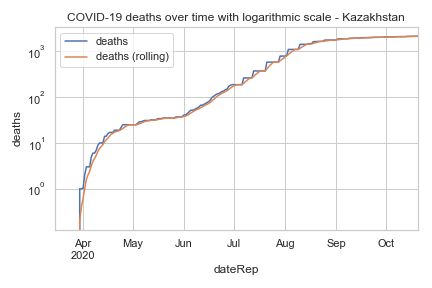 COVID-19 deaths over time with logarithmic scale - Kazakhstan
deaths
deaths (rolling)
10³
10²
10¹
10⁰
deaths
Apr May Jun Jul Aug Sep Oct
2020
dateRep